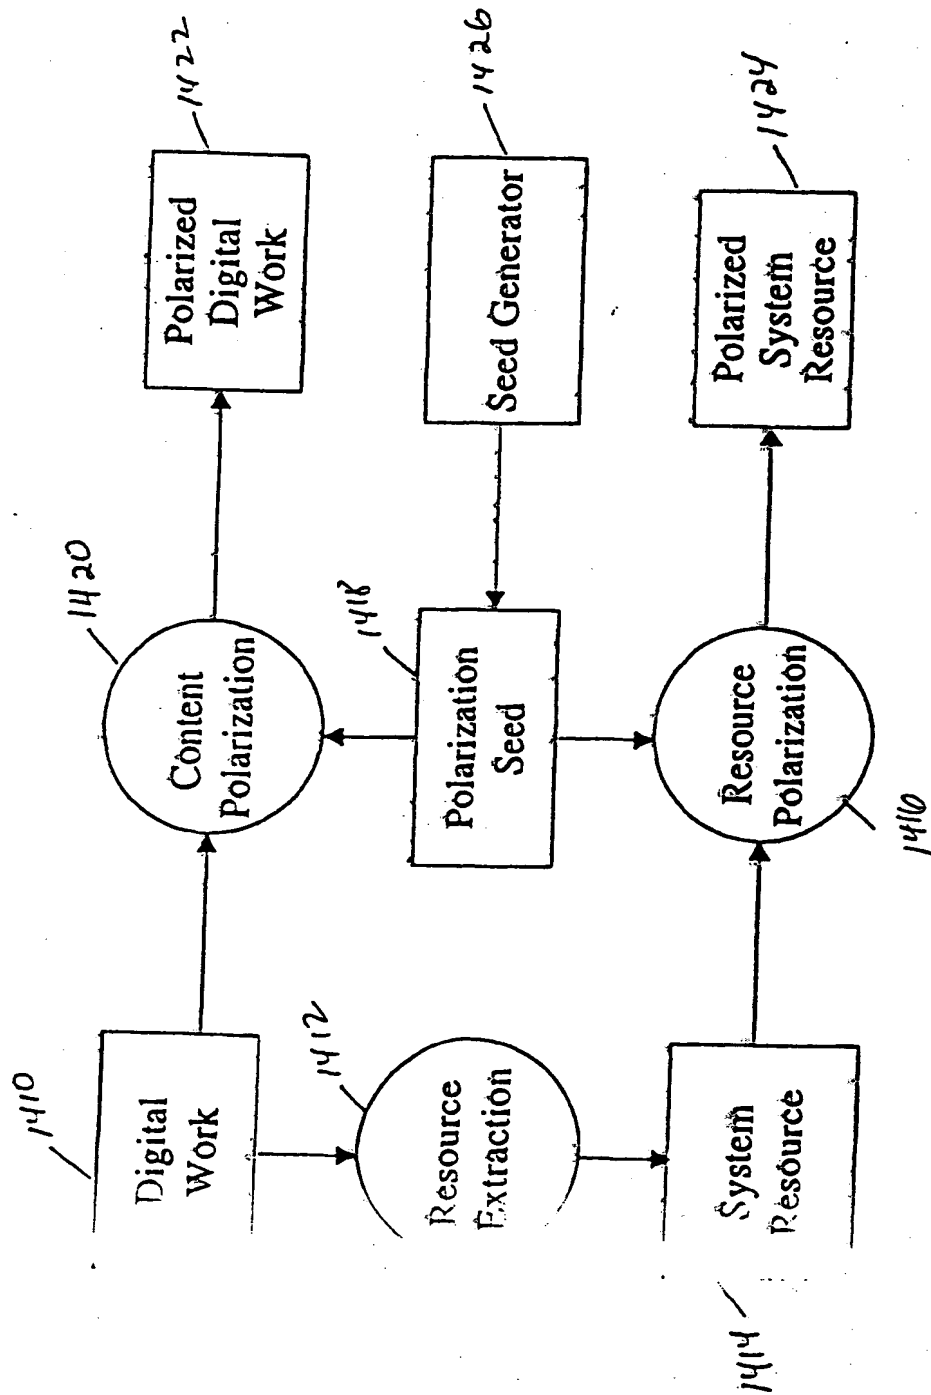 1410
Digital
Work
1420
Content
Polarization
1422
Polarized
Digital
Work
1412
Resource
Extraction
1418
Polarization
Seed
1426
Seed Generator
1414
System
Resource
1416
Resource
Polarization
1424
Polarized
System
Resource